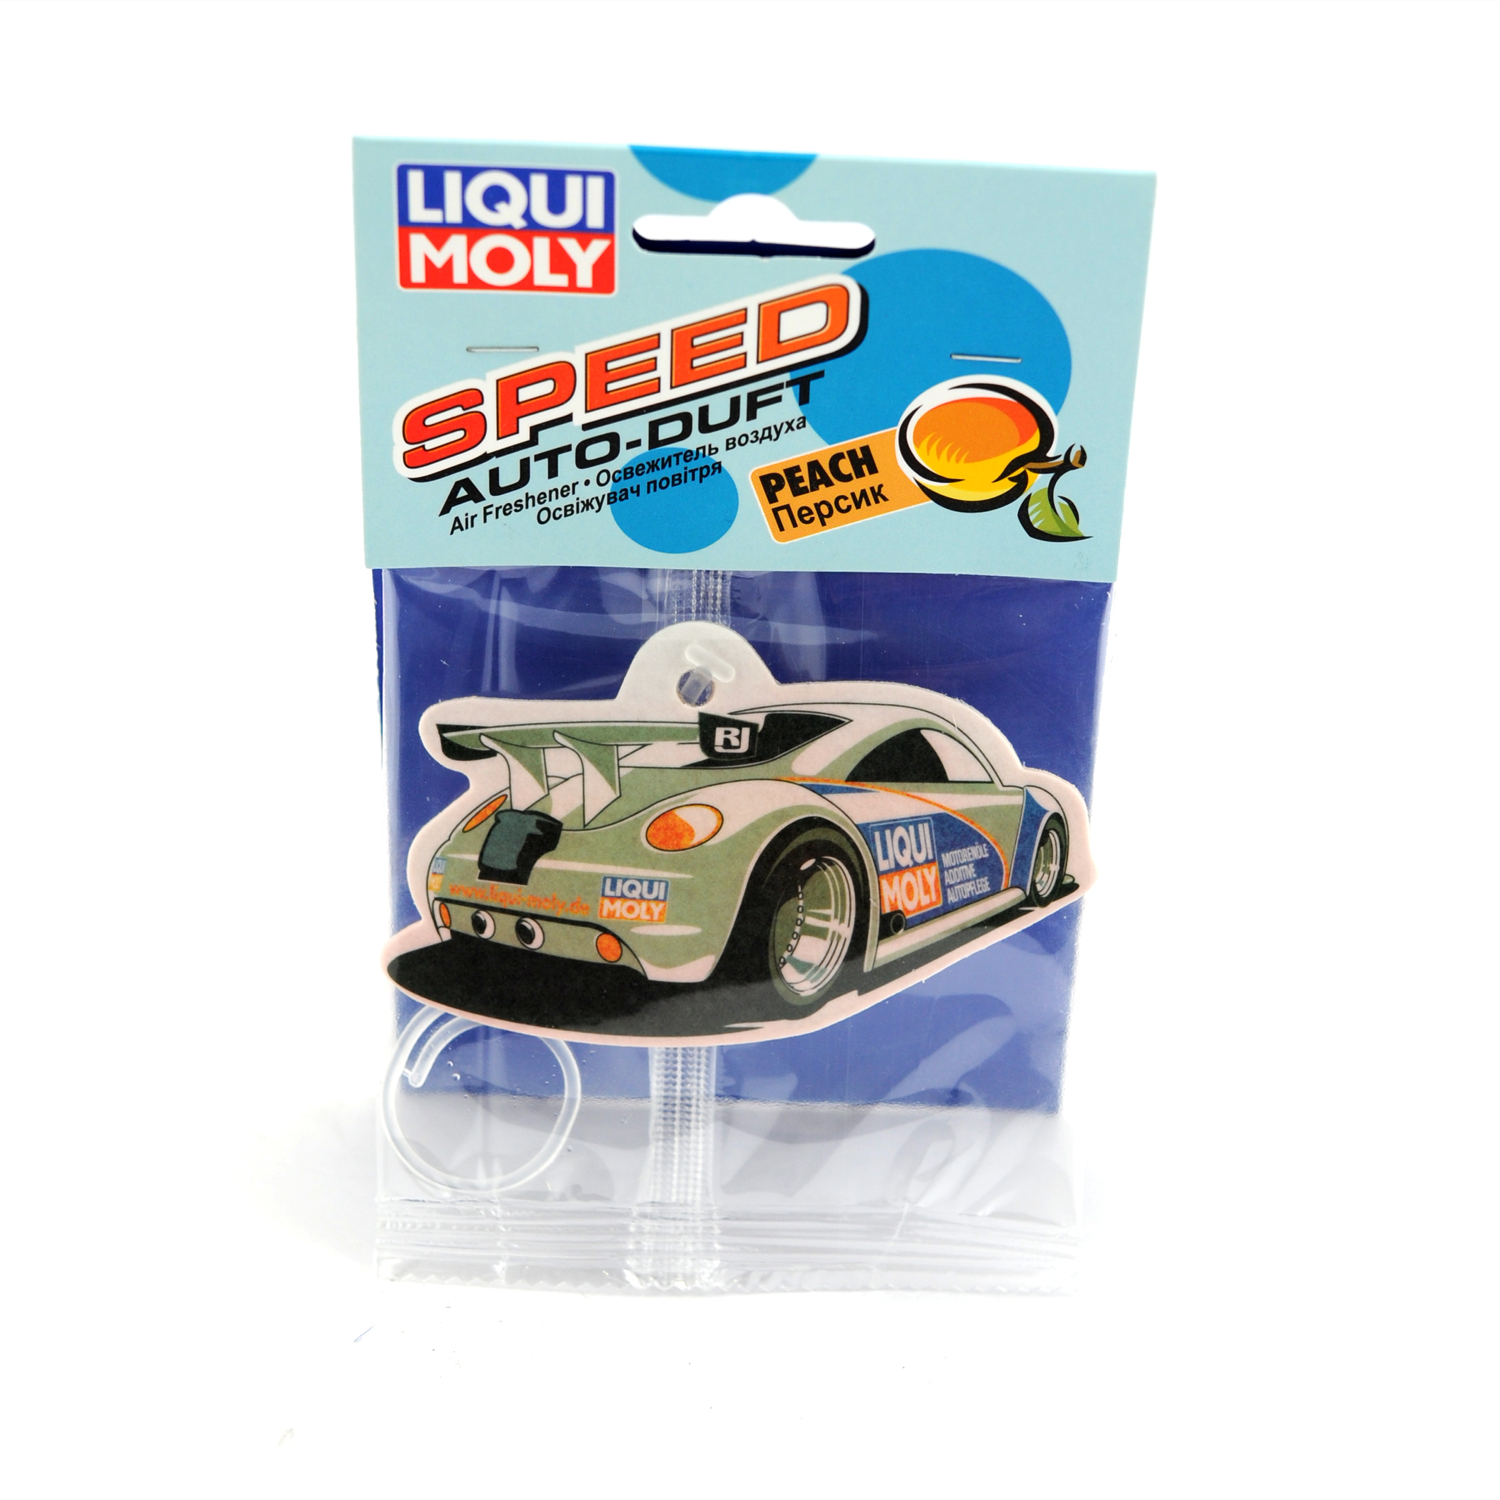 LIQUI
MOLY
SPEED
AUTO-DUFT
Air Freshener • Освежитель воздуха
Освіжувач повітря
PEACH
Персик
RJ
LIQUI
MOLY
MOTORENÖLE
ADDITIVE
AUTOPFLEGE
www.liqui-moly.de
LIQUI
MOLY